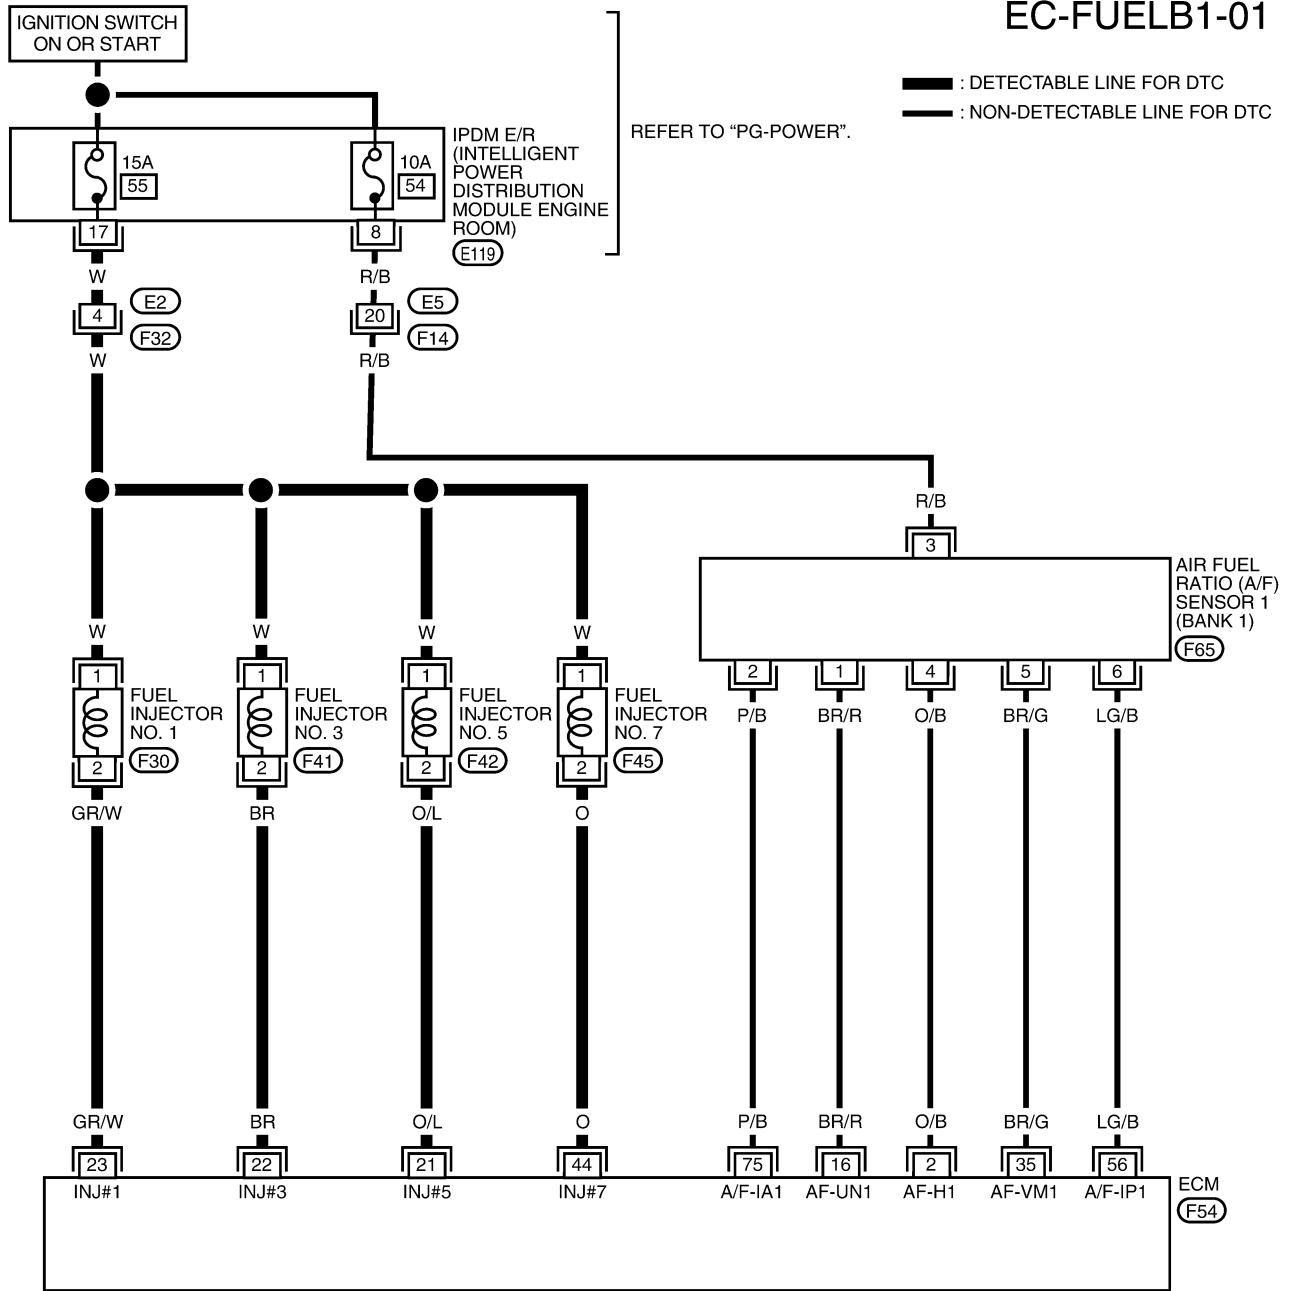 EC-FUELB1-01
IGNITION SWITCH
ON OR START
: DETECTABLE LINE FOR DTC
: NON-DETECTABLE LINE FOR DTC
REFER TO “PG-POWER”.
15A
55
10A
54
IPDM E/R
(INTELLIGENT
POWER
DISTRIBUTION
MODULE ENGINE
ROOM)
E119
17
8
W
R/B
4
E2
F32
20
E5
F14
W
R/B
R/B
3
AIR FUEL
RATIO (A/F)
SENSOR 1
(BANK 1)
F65
W
W
W
W
1
1
1
1
FUEL
INJECTOR
NO. 1
F30
FUEL
INJECTOR
NO. 3
F41
FUEL
INJECTOR
NO. 5
F42
FUEL
INJECTOR
NO. 7
F45
2
2
2
2
2
1
4
5
6
P/B
BR/R
O/B
BR/G
LG/B
GR/W
BR
O/L
O
GR/W
BR
O/L
O
P/B
BR/R
O/B
BR/G
LG/B
23
22
21
44
75
16
2
35
56
INJ#1
INJ#3
INJ#5
INJ#7
A/F-IA1
AF-UN1
AF-H1
AF-VM1
A/F-IP1
ECM
F54